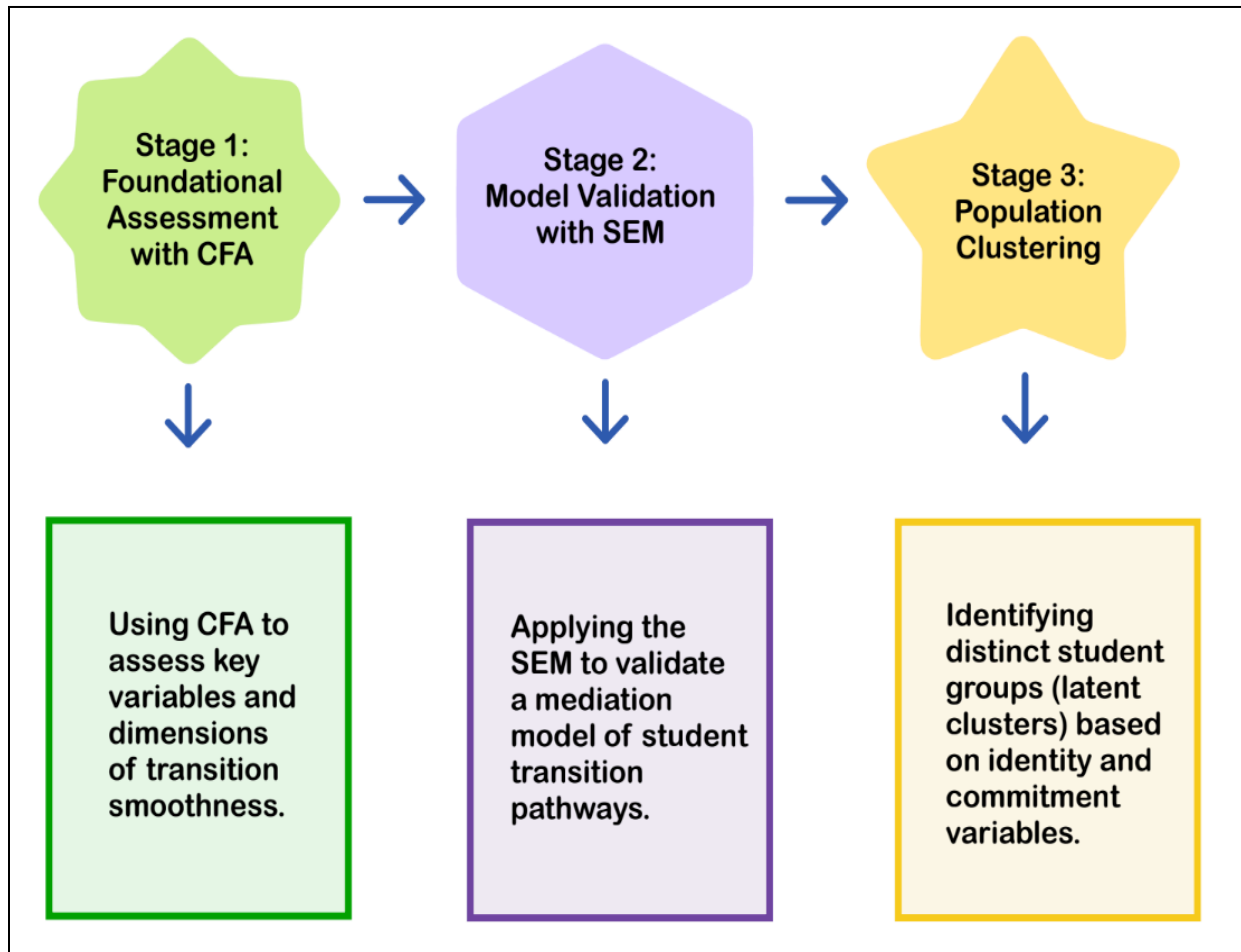 Stage 1:
Foundational
Assessment
with CFA
Stage 2:
Model Validation
with SEM
Stage 3:
Population
Clustering
Using CFA to
assess key
variables and
dimensions
of transition
smoothness.
Applying the
SEM to validate
a mediation
model of student
transition
pathways.
Identifying
distinct student
groups (latent
clusters) based
on identity and
commitment
variables.